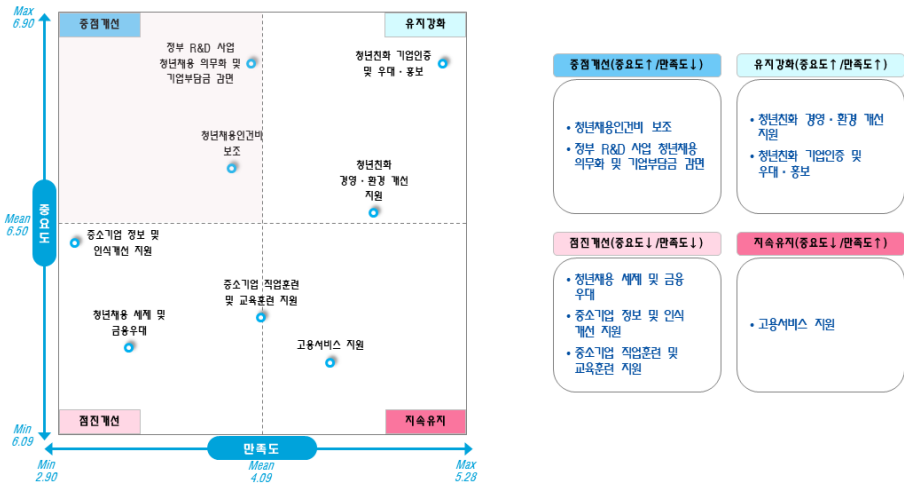 Max
6.90
중점개선
유지강화
정부 R&D 사업
청년채용 의무화 및
기업부담금 감면
청년친화 기업인증
및 우대·홍보
청년채용인건비
보조
청년친화
경영·환경 개선
지원
Mean
6.50
중요도
중소기업 정보 및
인식개선 지원
중소기업 직업훈련
및 교육훈련 지원
청년채용 세제 및
금융우대
고용서비스 지원
점진개선
지속유지
Min
6.09
만족도
Min
2.90
Mean
4.09
Max
5.28
중점개선(중요도↑/만족도↓)
• 청년채용인건비 보조
• 정부 R&D 사업 청년채용
의무화 및 기업부담금 감면
유지강화(중요도↑/만족도↑)
• 청년친화 경영·환경 개선
지원
• 청년친화 기업인증 및
우대·홍보
점진개선(중요도↓/만족도↓)
• 청년채용 세제 및 금융
우대
• 중소기업 정보 및 인식
개선 지원
• 중소기업 직업훈련 및
교육훈련 지원
지속유지(중요도↓/만족도↑)
• 고용서비스 지원